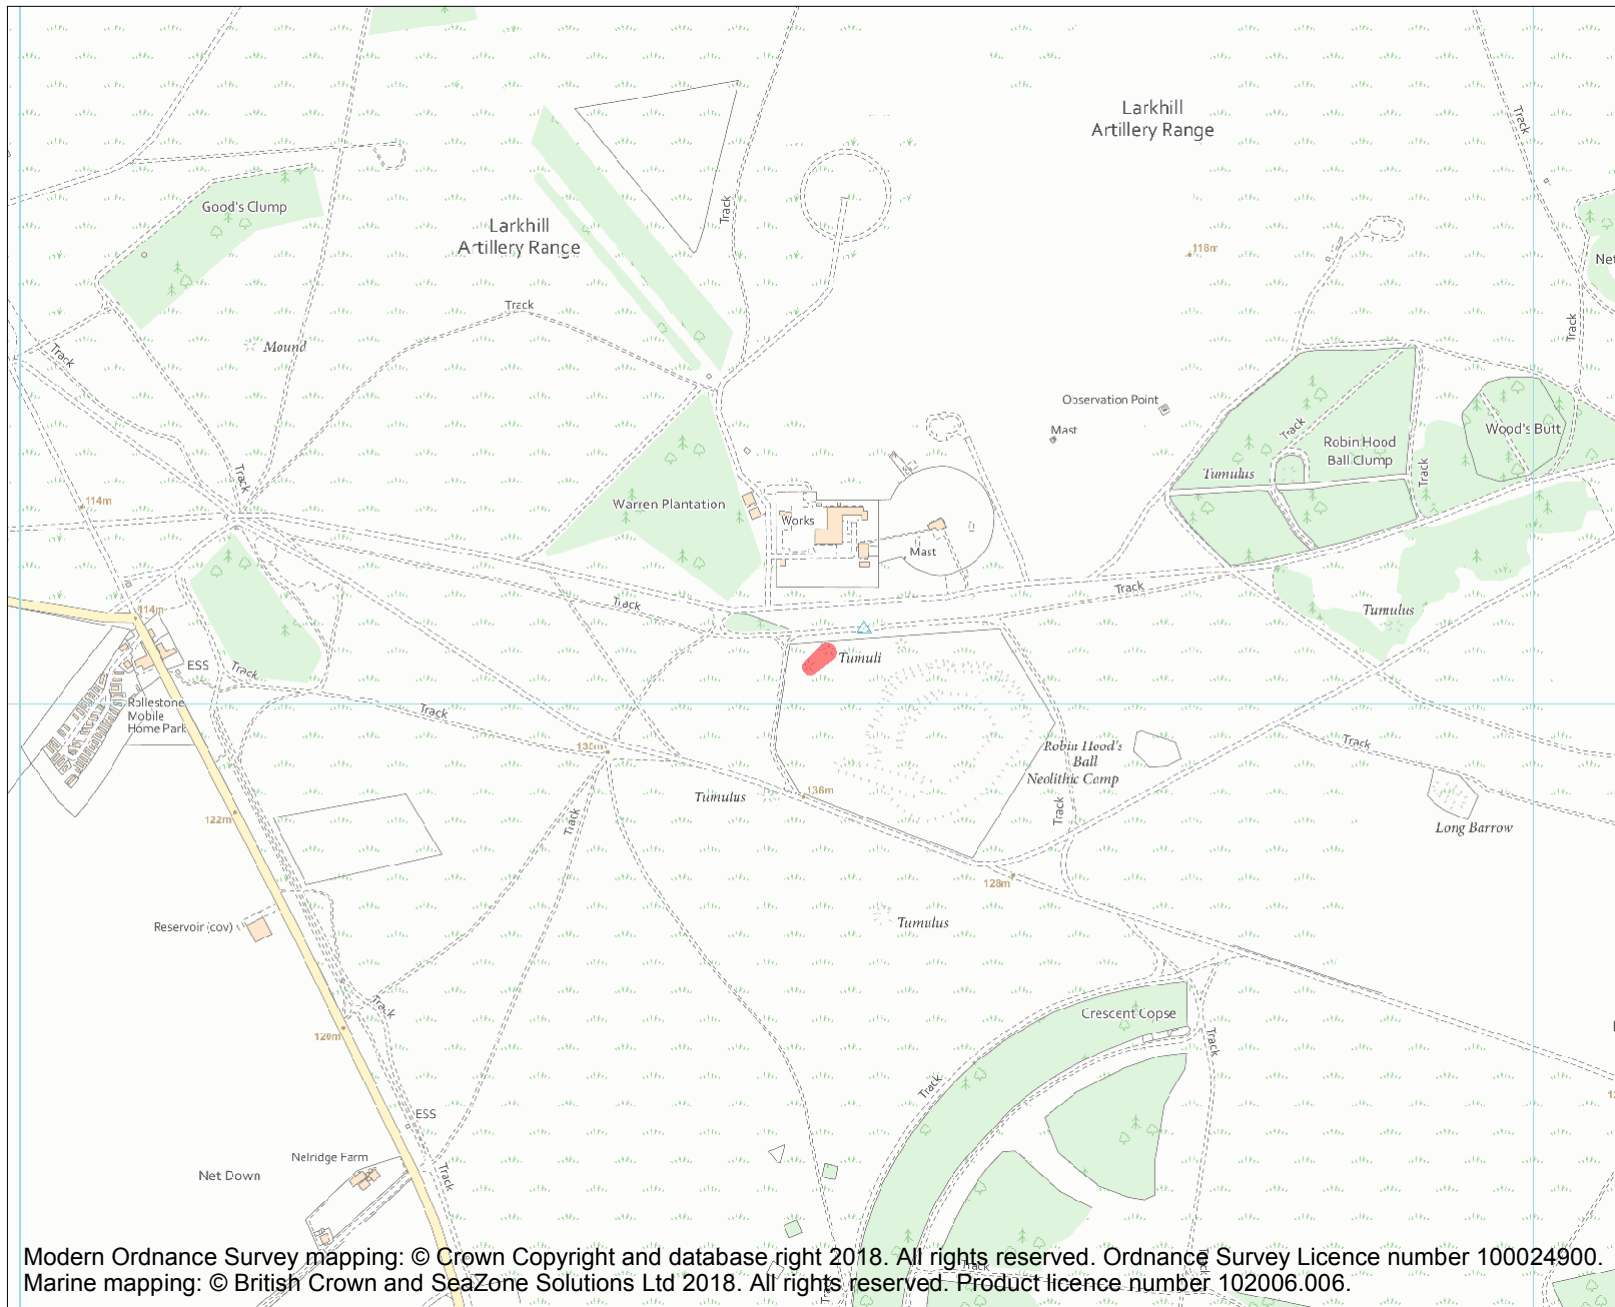 Larkhill
Artillery Range
Track
Track
Good's Clump
Larkhill
Artillery Range
118m
Track
Track
Track
Mound
Observation Point
Mast
Track
Robin Hood
Ball Clump
Wood's Butt
Tumulus
Track
Track
114m
Warren Plantation
Works
Mast
Track
Track
114m
Tumulus
ESS
Track
Tumuli
Rollestone
Mobile
Home Park
Track
Track
Robin Hood's
Ball
Neolithic Camp
Tumulus
136m
Track
Track
122m
Long Barrow
128m
Reservoir (cov)
Tumulus
Track
120m
Crescent Copse
Track
Track
ESS
Nelridge Farm
Net Down
Track
Modern Ordnance Survey mapping: © Crown Copyright and database right 2018. All rights reserved. Ordnance Survey Licence number 100024900.
Marine mapping: © British Crown and SeaZone Solutions Ltd 2018. All rights reserved. Product licence number 102006.006.
Track